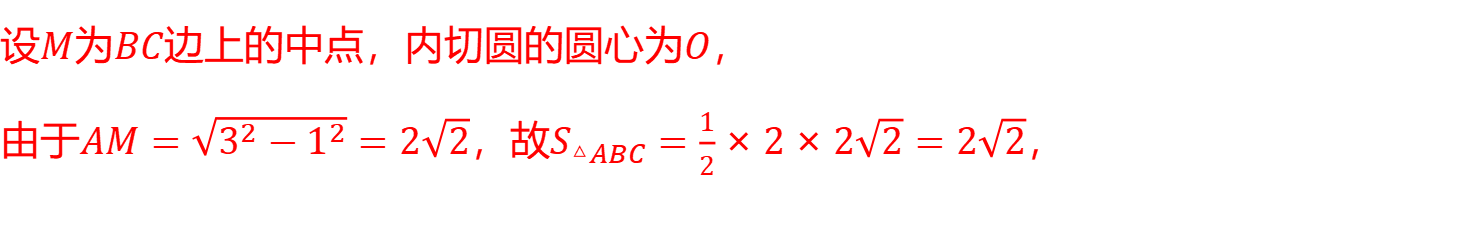 设M为BC边上的中点，内切圆的圆心为O，
由于AM = √(3² − 1²) = 2√2，故S△ABC = 1/2 × 2 × 2√2 = 2√2，